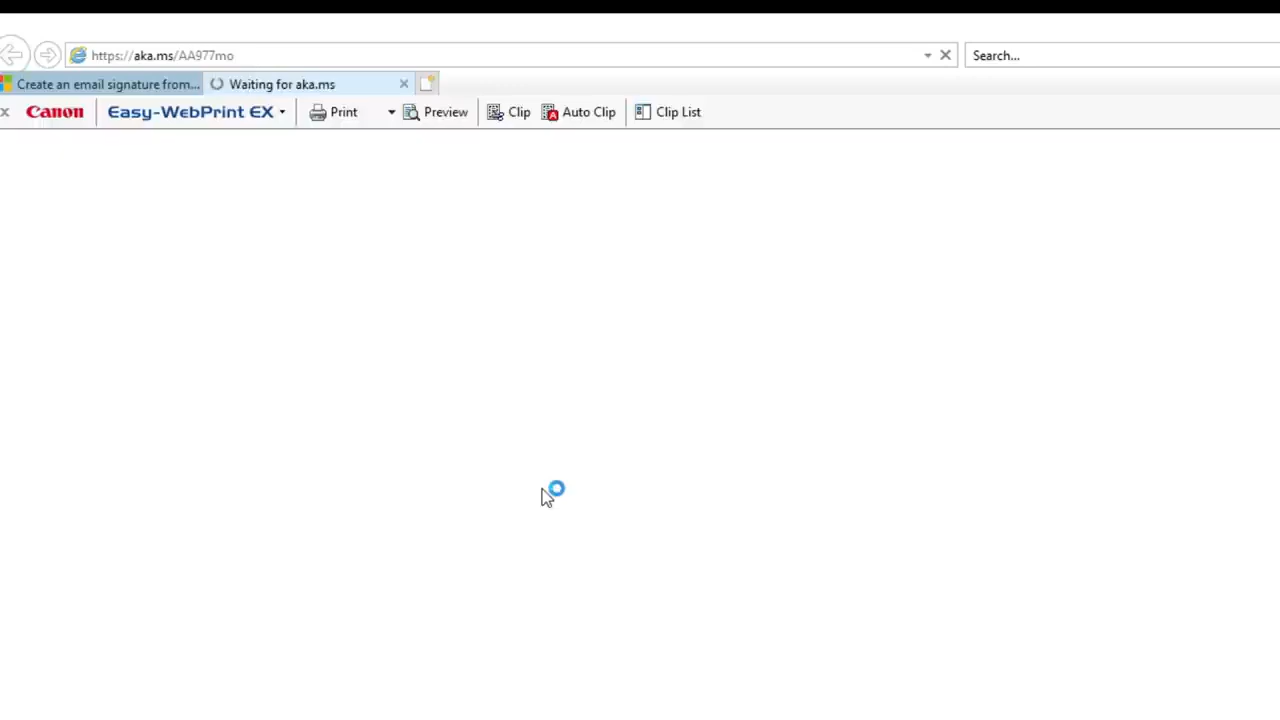 https://aka.ms/AA977mo
Search...
Create an email signature from...
Waiting for aka.ms
x Canon Easy-WebPrint EX Print Preview Clip Auto Clip Clip List